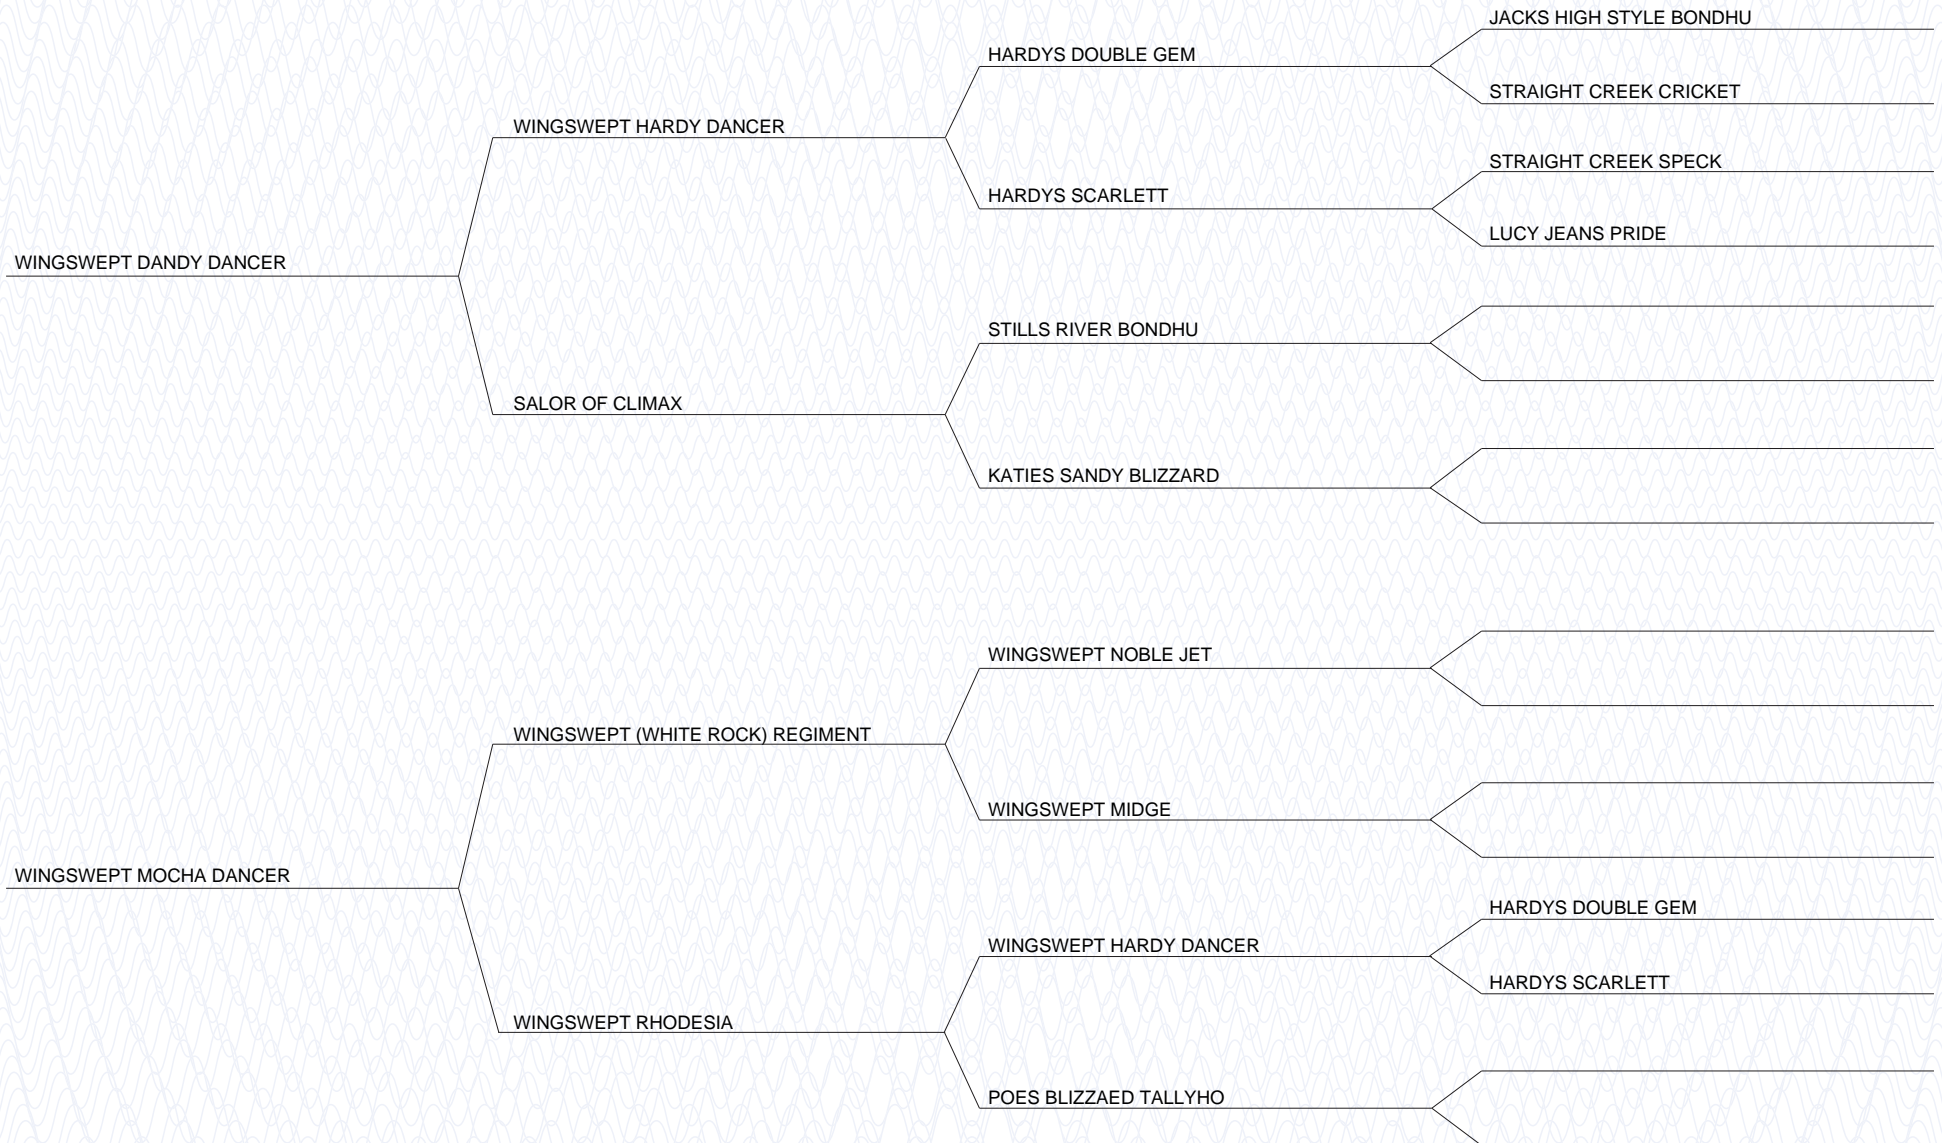 JACKS HIGH STYLE BONDHU
HARDYS DOUBLE GEM
STRAIGHT CREEK CRICKET
WINGSWEPT HARDY DANCER
STRAIGHT CREEK SPECK
HARDYS SCARLETT
LUCY JEANS PRIDE
WINGSWEPT DANDY DANCER
STILLS RIVER BONDHU
SALOR OF CLIMAX
KATIES SANDY BLIZZARD
WINGSWEPT NOBLE JET
WINGSWEPT (WHITE ROCK) REGIMENT
WINGSWEPT MIDGE
WINGSWEPT MOCHA DANCER
HARDYS DOUBLE GEM
WINGSWEPT HARDY DANCER
HARDYS SCARLETT
WINGSWEPT RHODESIA
POES BLIZZAED TALLYHO